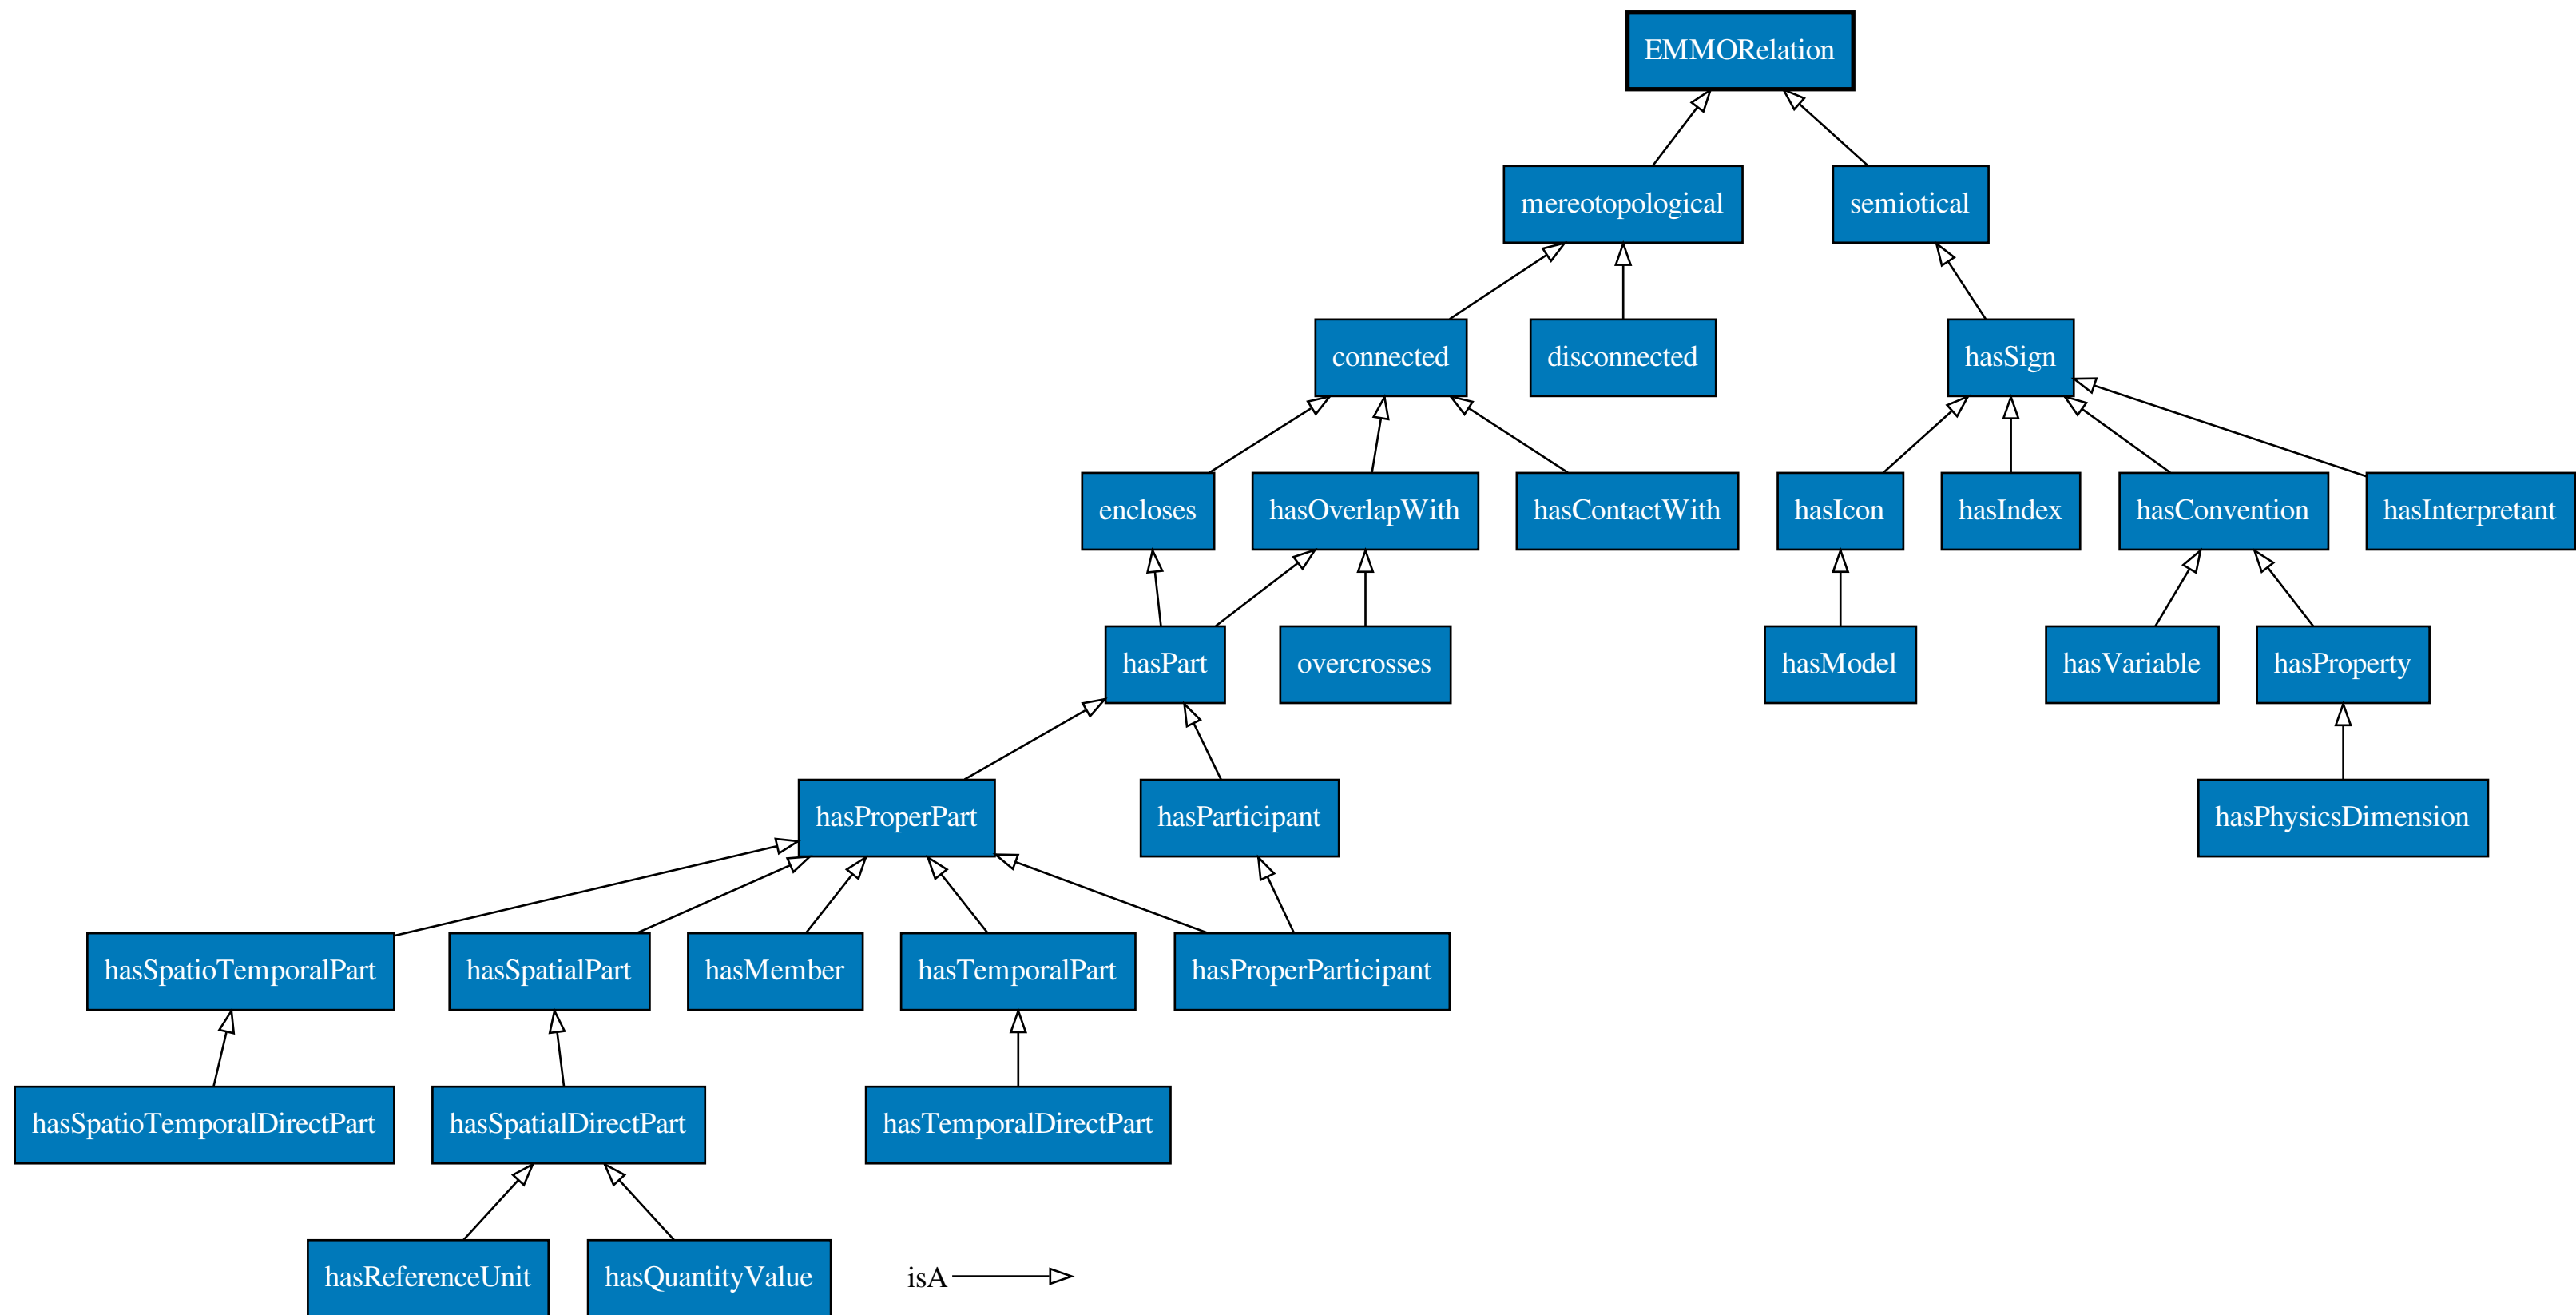 EMMORelation
mereotopological
semiotical
connected
disconnected
hasSign
encloses
hasOverlapWith
hasContactWith
hasIcon
hasIndex
hasConvention
hasInterpretant
hasPart
overcrosses
hasModel
hasVariable
hasProperty
hasProperPart
hasParticipant
hasPhysicsDimension
hasSpatioTemporalPart
hasSpatialPart
hasMember
hasTemporalPart
hasProperParticipant
hasSpatioTemporalDirectPart
hasSpatialDirectPart
hasTemporalDirectPart
hasReferenceUnit
hasQuantityValue
isA